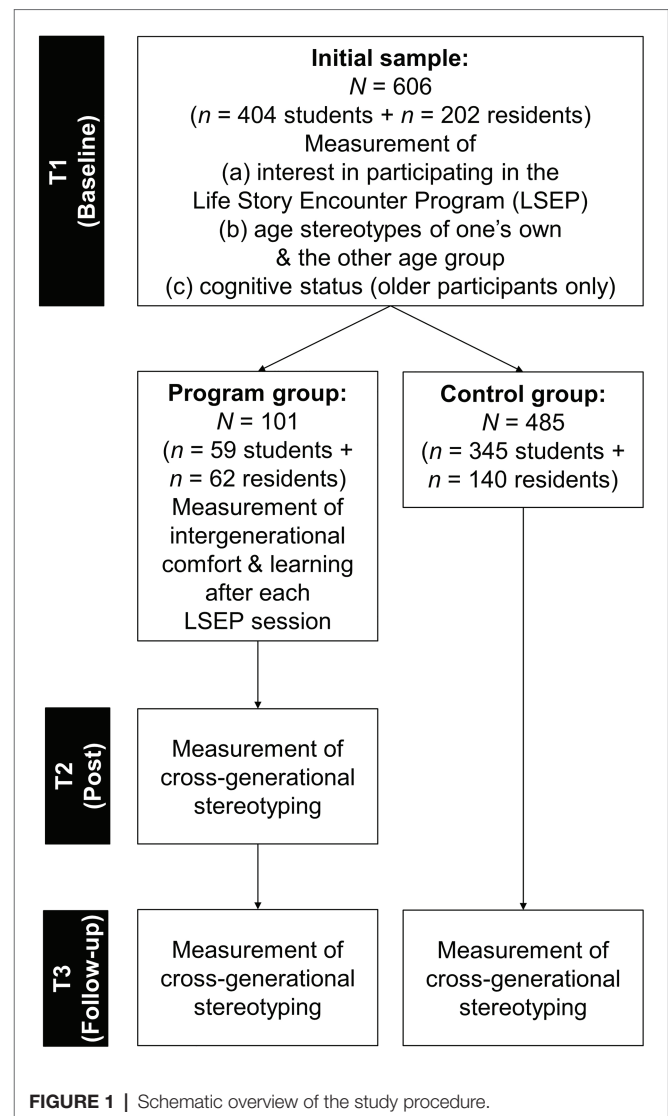 T1
(Baseline)
Initial sample:
N = 606
(n = 404 students + n = 202 residents)
Measurement of
(a) interest in participating in the
Life Story Encounter Program (LSEP)
(b) age stereotypes of one’s own
& the other age group
(c) cognitive status (older participants only)
Program group:
N = 101
(n = 59 students +
n = 62 residents)
Measurement of
intergenerational
comfort & learning
after each
LSEP session
Control group:
N = 485
(n = 345 students +
n = 140 residents)
T2
(Post)
Measurement of
cross-generational
stereotyping
T3
(Follow-up)
Measurement of
cross-generational
stereotyping
Measurement of
cross-generational
stereotyping
FIGURE 1 | Schematic overview of the study procedure.